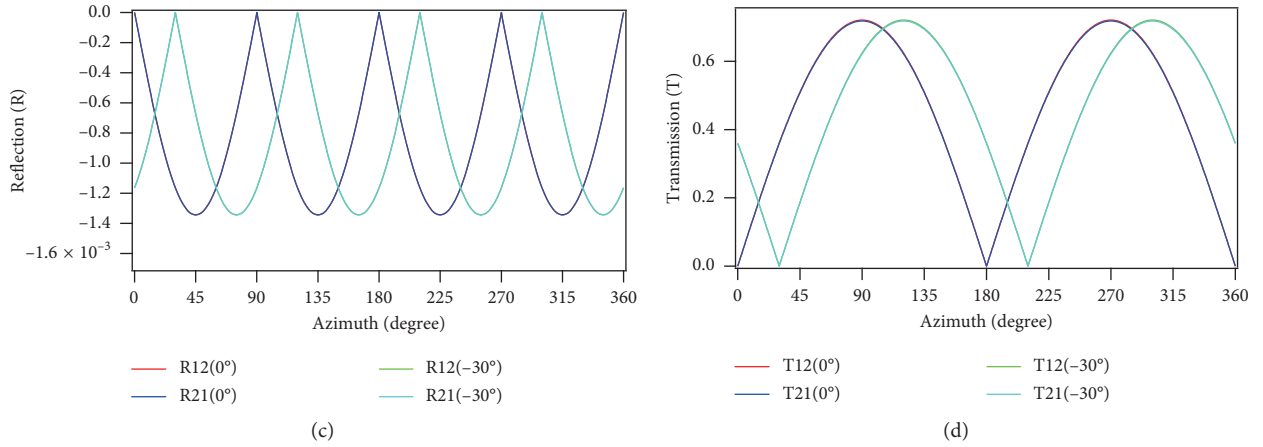 0.0
−0.2
−0.4
−0.6
−0.8
−1.0
−1.2
−1.4
−1.6 × 10⁻³
Reflection (R)
0 45 90 135 180 225 270 315 360
Azimuth (degree)
R12(0°) R12(−30°)
R21(0°) R21(−30°)
(c)
0.6
0.4
0.2
0.0
Transmission (T)
0 45 90 135 180 225 270 315 360
Azimuth (degree)
T12(0°) T12(−30°)
T21(0°) T21(−30°)
(d)